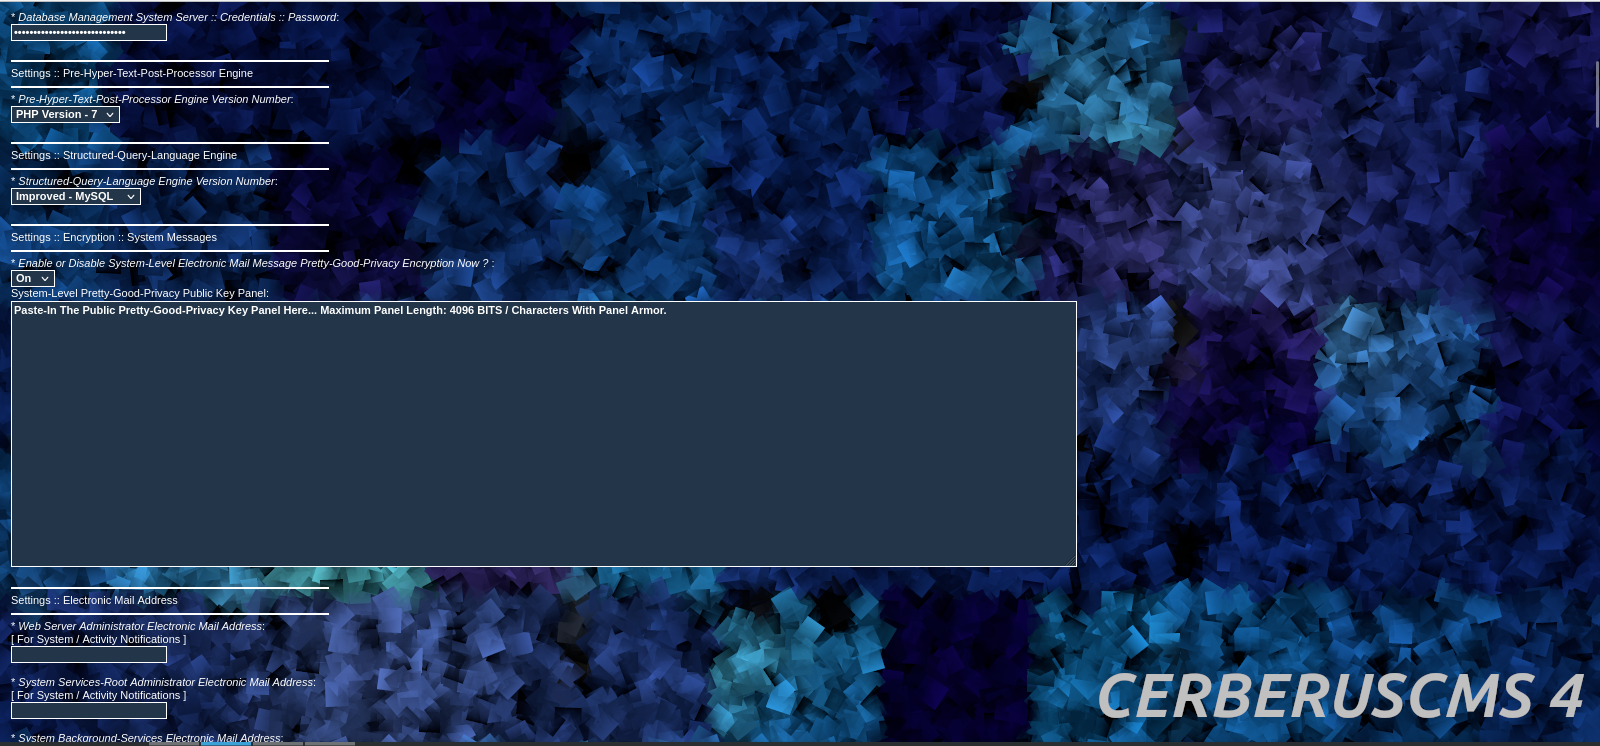 * Database Management System Server :: Credentials :: Password:
•••••••••••••••••••••••••••••
Settings :: Pre-Hyper-Text-Post-Processor Engine
* Pre-Hyper-Text-Post-Processor Engine Version Number:
PHP Version - 7
Settings :: Structured-Query-Language Engine
* Structured-Query-Language Engine Version Number:
Improved - MySQL
Settings :: Encryption :: System Messages
* Enable or Disable System-Level Electronic Mail Message Pretty-Good-Privacy Encryption Now ? :
On
System-Level Pretty-Good-Privacy Public Key Panel:
Paste-In The Public Pretty-Good-Privacy Key Panel Here... Maximum Panel Length: 4096 BITS / Characters With Panel Armor.
Settings :: Electronic Mail Address
* Web Server Administrator Electronic Mail Address:
[ For System / Activity Notifications ]
* System Services-Root Administrator Electronic Mail Address:
[ For System / Activity Notifications ]
* System Background-Services Electronic Mail Address:
CERBERUSCMS 4